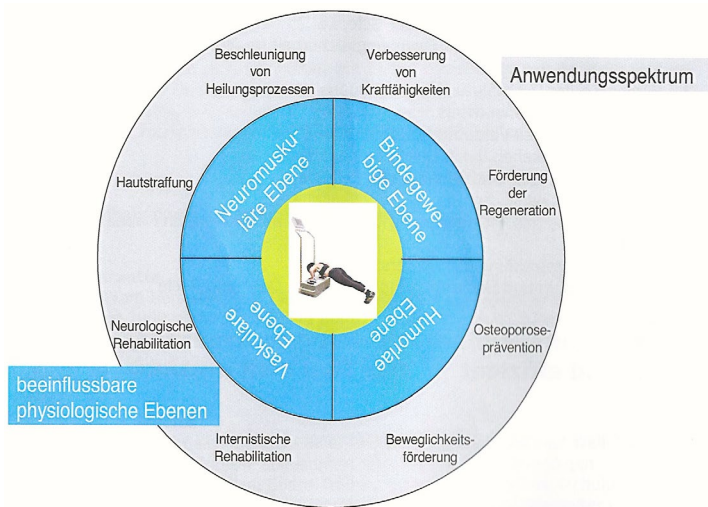 Beschleunigung
von
Heilungsprozessen
Verbesserung
von
Kraftfähigkeiten
Anwendungsspektrum
Neuromusku-
läre Ebene
Bindegewe-
bige Ebene
Hautstraffung
Förderung
der
Regeneration
Vaskuläre
Ebene
Humorlae
Ebene
Neurologische
Rehabilitation
Osteoporose-
prävention
beeinflussbare
physiologische Ebenen
Internistische
Rehabilitation
Beweglichkeits-
förderung